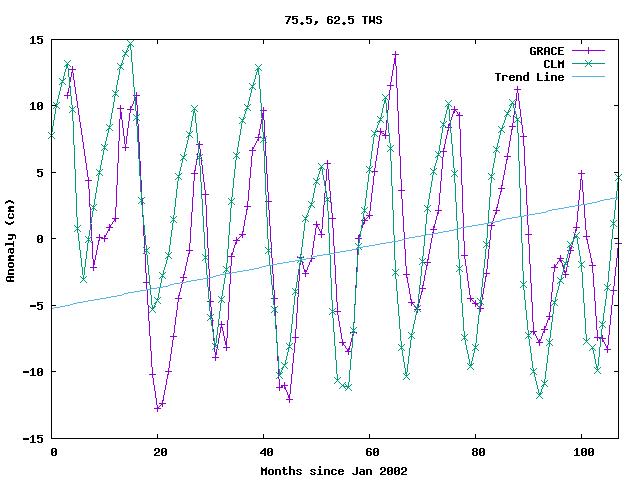 75.5, 62.5 TWS
GRACE
CLM
Trend Line
15
10
5
0
-5
-10
-15
Anomaly (cm)
0 20 40 60 80 100
Months since Jan 2002